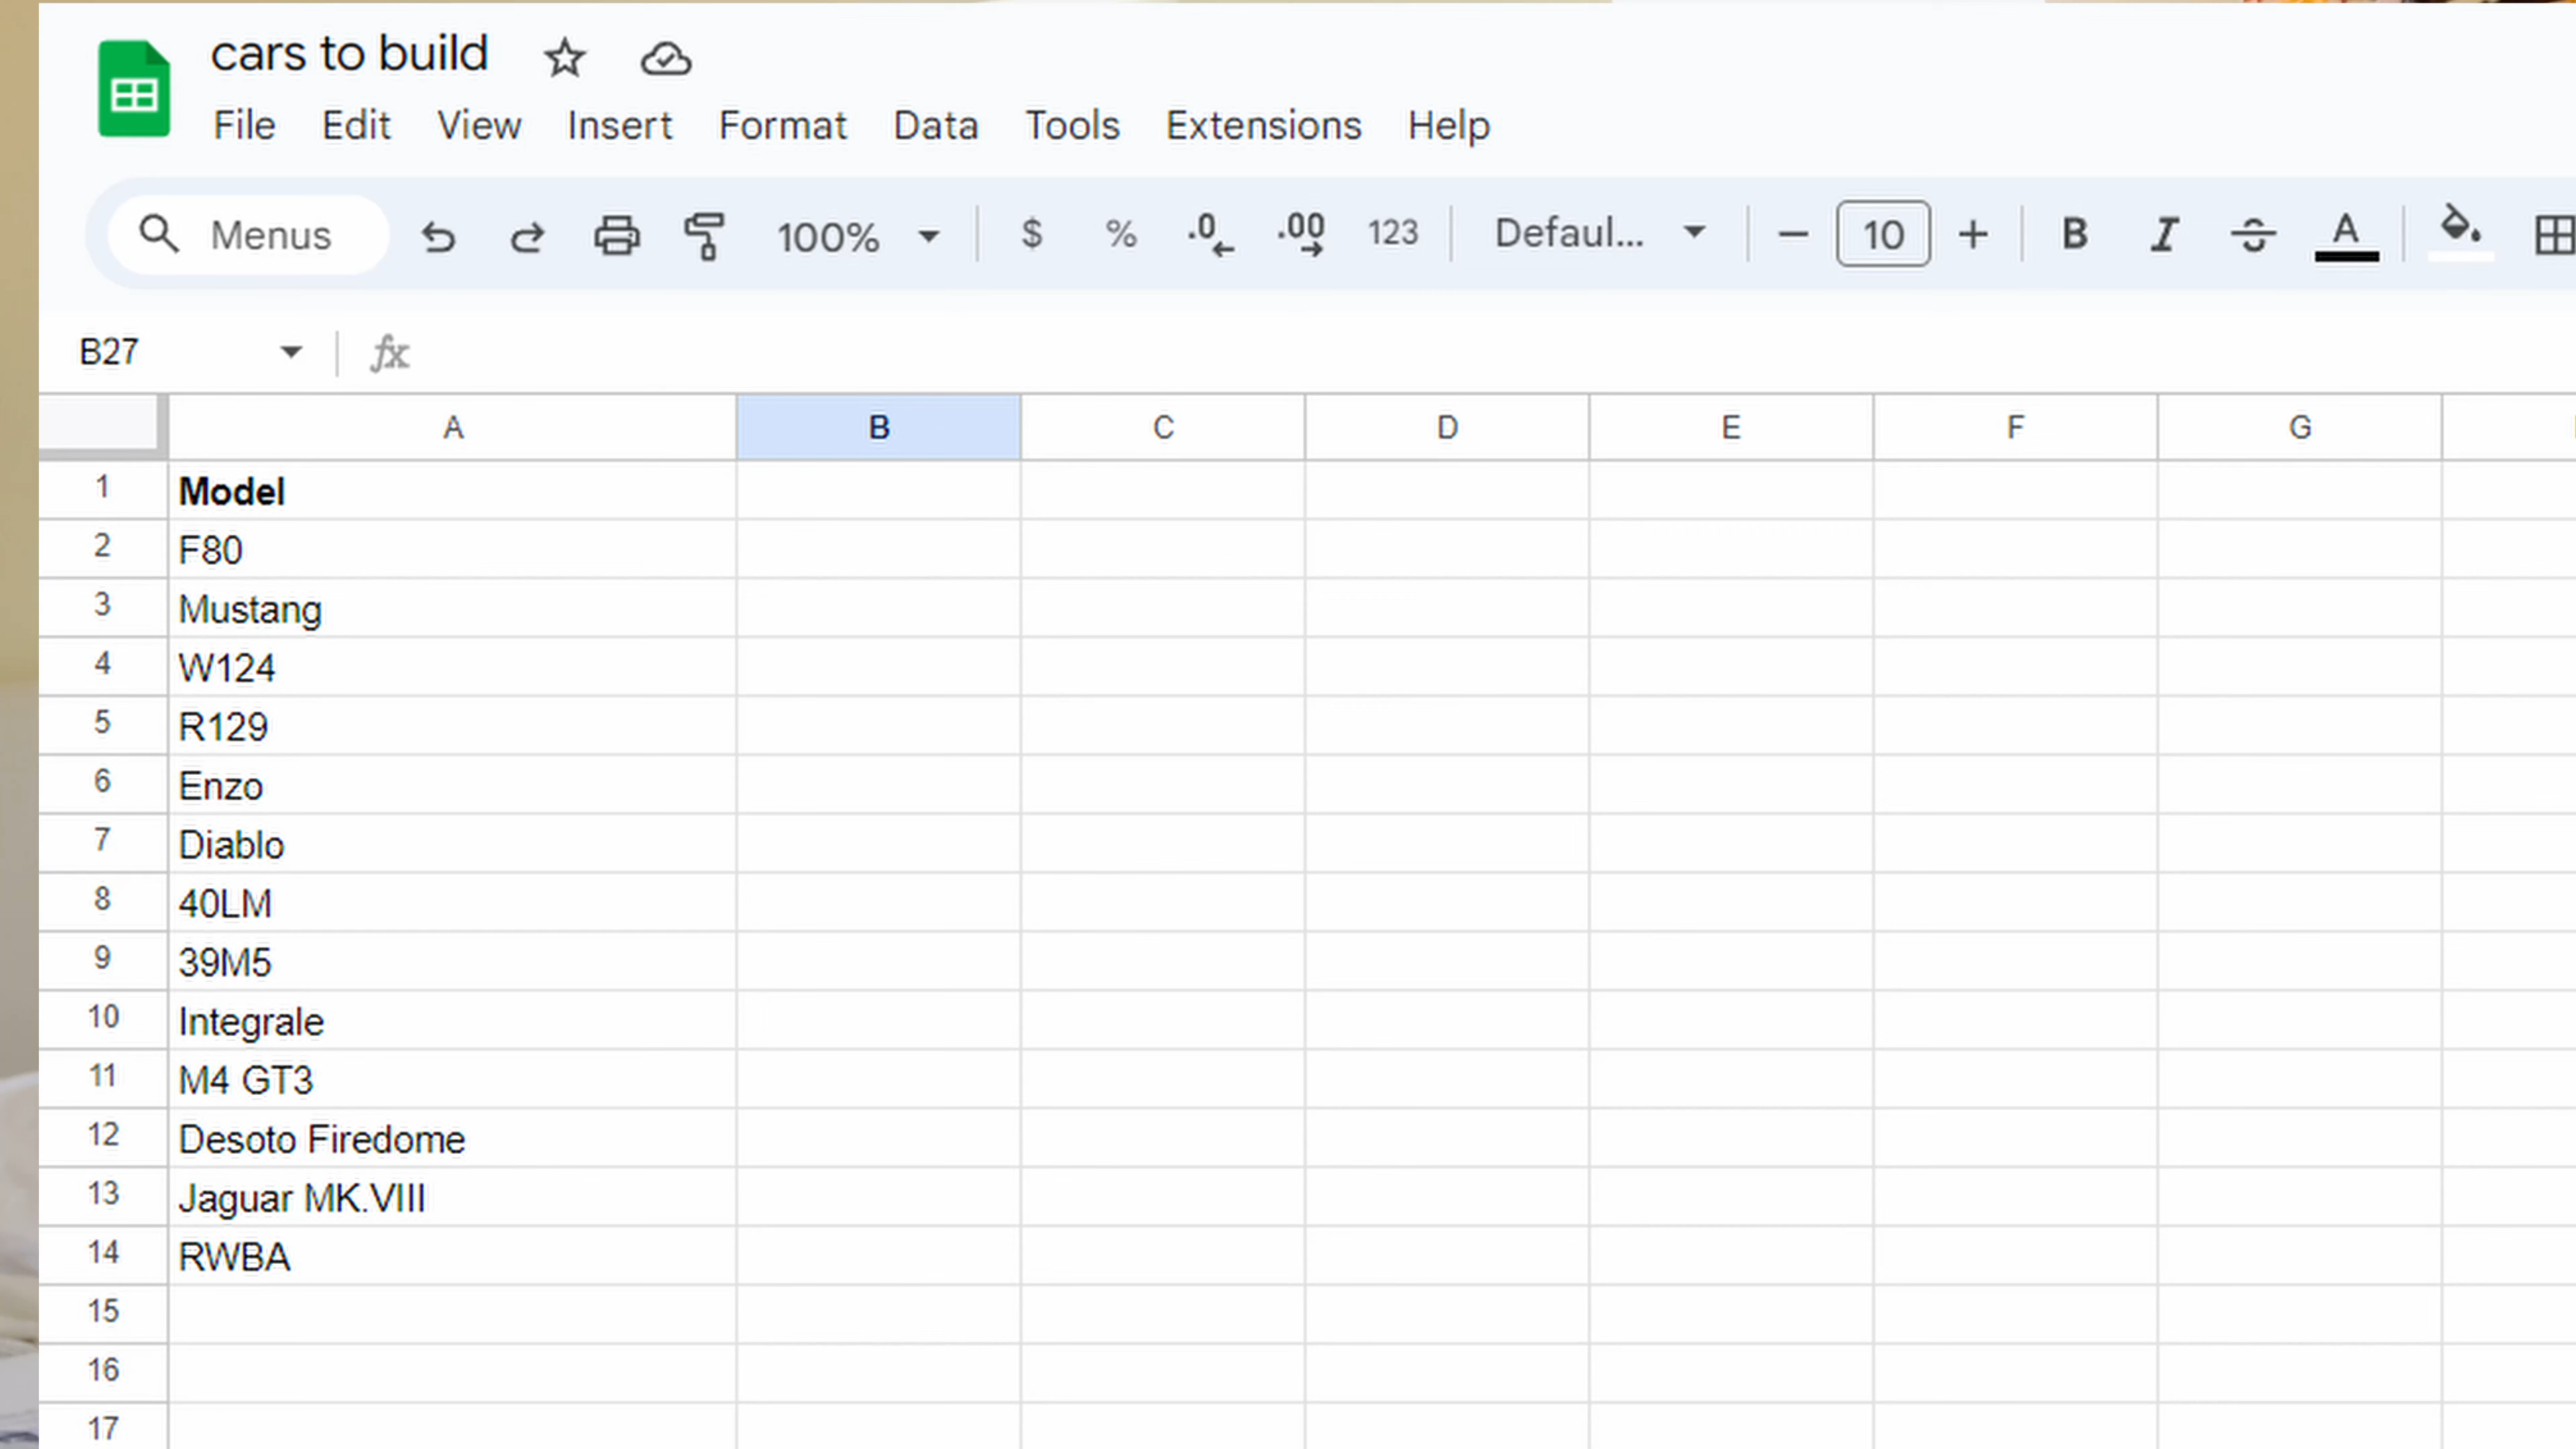 cars to build
File Edit View Insert Format Data Tools Extensions Help
Menus 100% $ % .0 .00 123 Defaul... 10 B I A
B27 fx
A B C D E F G
1 Model
2 F80
3 Mustang
4 W124
5 R129
6 Enzo
7 Diablo
8 40LM
9 39M5
10 Integrale
11 M4 GT3
12 Desoto Firedome
13 Jaguar MK.VIII
14 RWBA
15
16
17